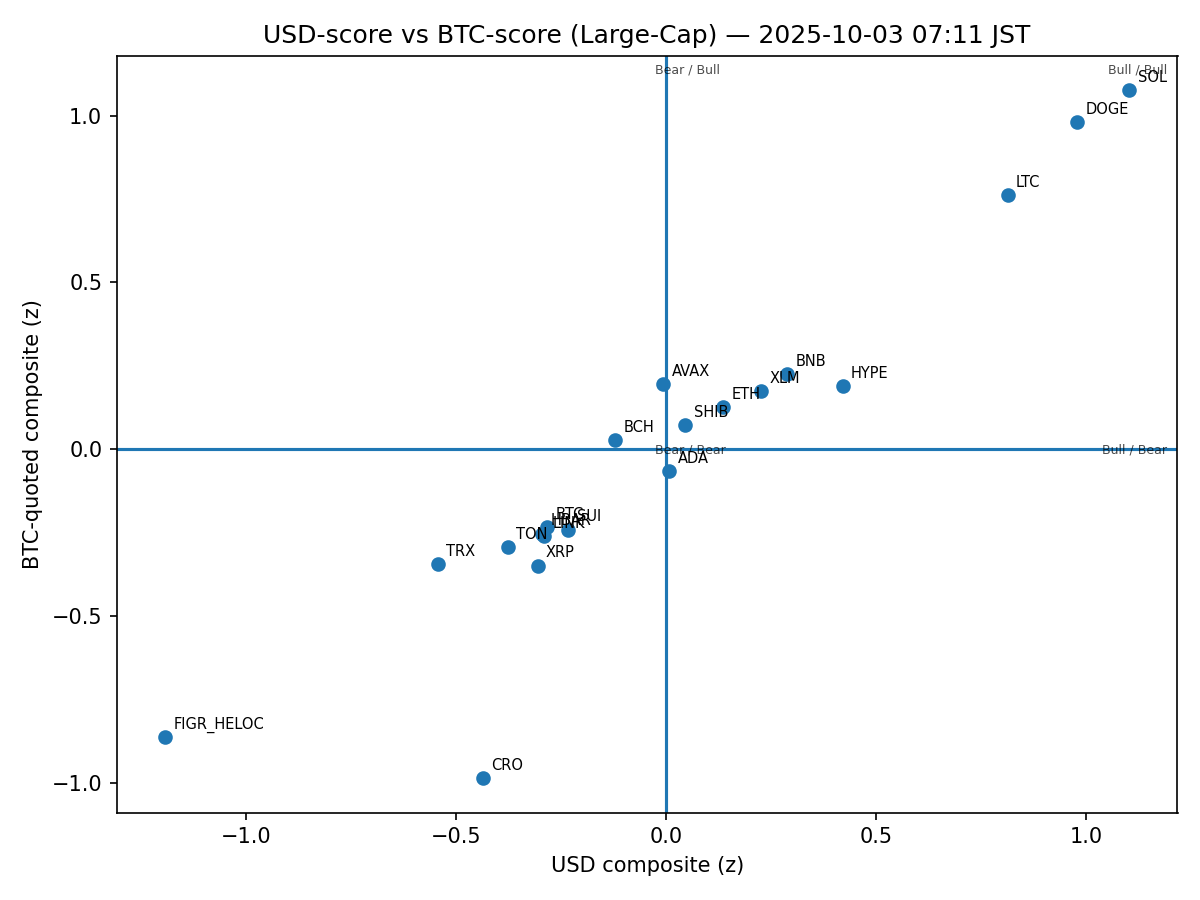 USD-score vs BTC-score (Large-Cap) — 2025-10-03 07:11 JST
Bear / Bull
Bull / Bull
SOL
DOGE
LTC
AVAX
BNB
XLM
HYPE
ETH
SHIB
BCH
Bear / Bear
Bull / Bear
ADA
BTC
SUI
HBAR
LINK
TON
XRP
TRX
FIGR_HELOC
CRO
1.0
0.5
0.0
−0.5
−1.0
BTC-quoted composite (z)
−1.0
−0.5
0.0
0.5
1.0
USD composite (z)